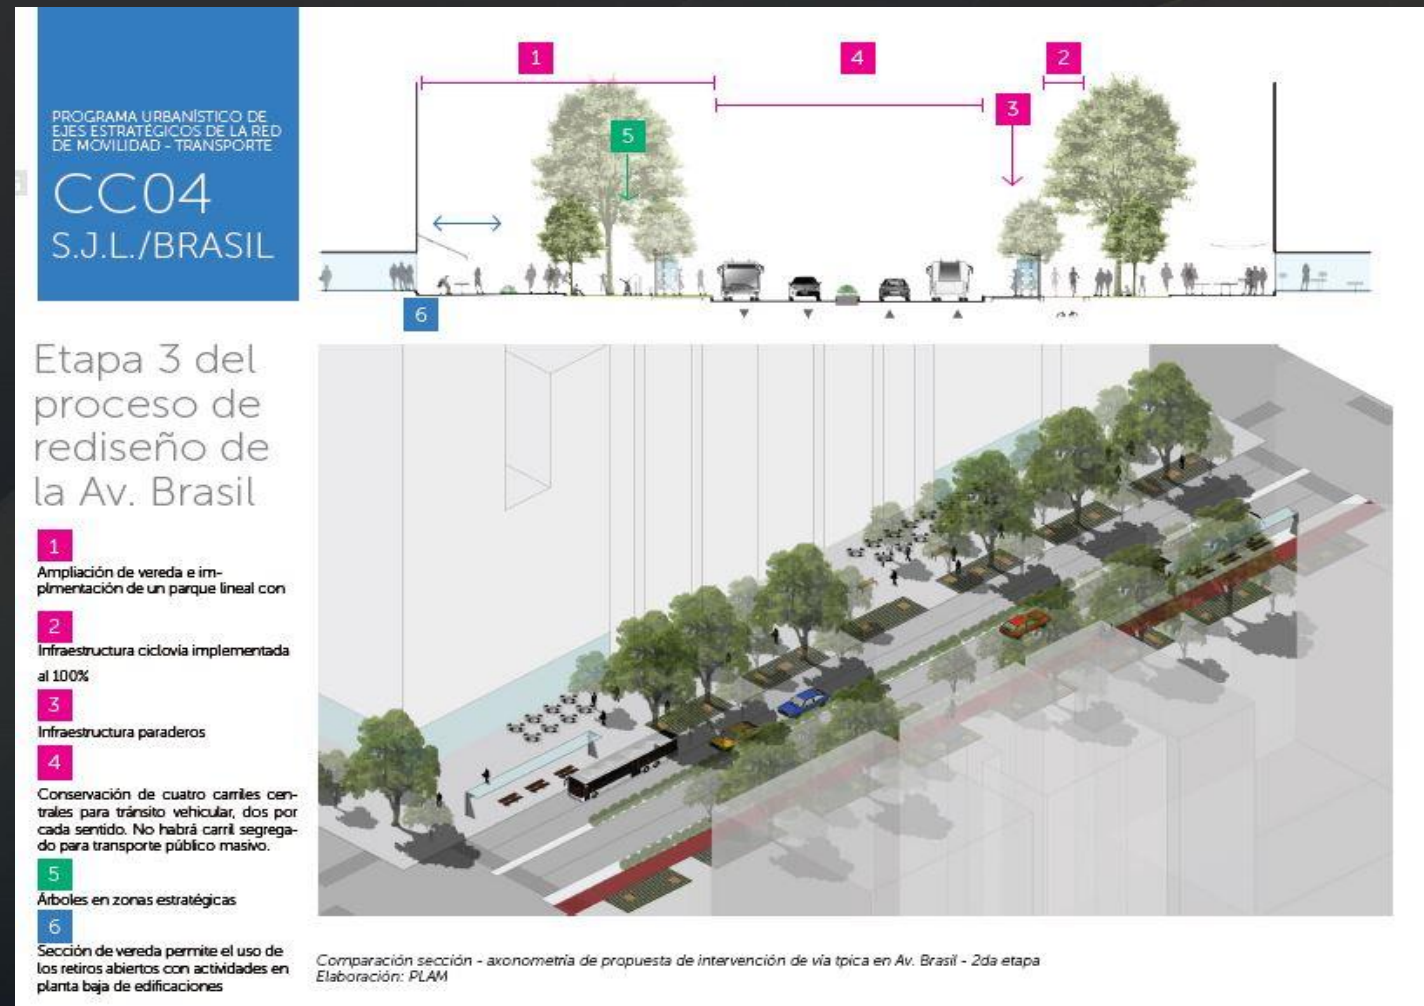 PROGRAMA URBANÍSTICO DE
EJES ESTRATÉGICOS DE LA RED
DE MOVILIDAD - TRANSPORTE
CC04
S.J.L./BRASIL
1
4
2
3
5
6
Etapa 3 del
proceso de
rediseño de
la Av. Brasil
1
Ampliación de vereda e im-
plmentación de un parque lineal con
2
Infraestructura ciclovía implementada
al 100%
3
Infraestructura paraderos
4
Conservación de cuatro carriles cen-
trales para tránsito vehicular, dos por
cada sentido. No habrá carril segrega-
do para transporte público masivo.
5
Árboles en zonas estratégicas
6
Sección de vereda permite el uso de
los retiros abiertos con actividades en
planta baja de edificaciones
Comparación sección - axonometría de propuesta de intervención de vía tpica en Av. Brasil - 2da etapa
Elaboración: PLAM